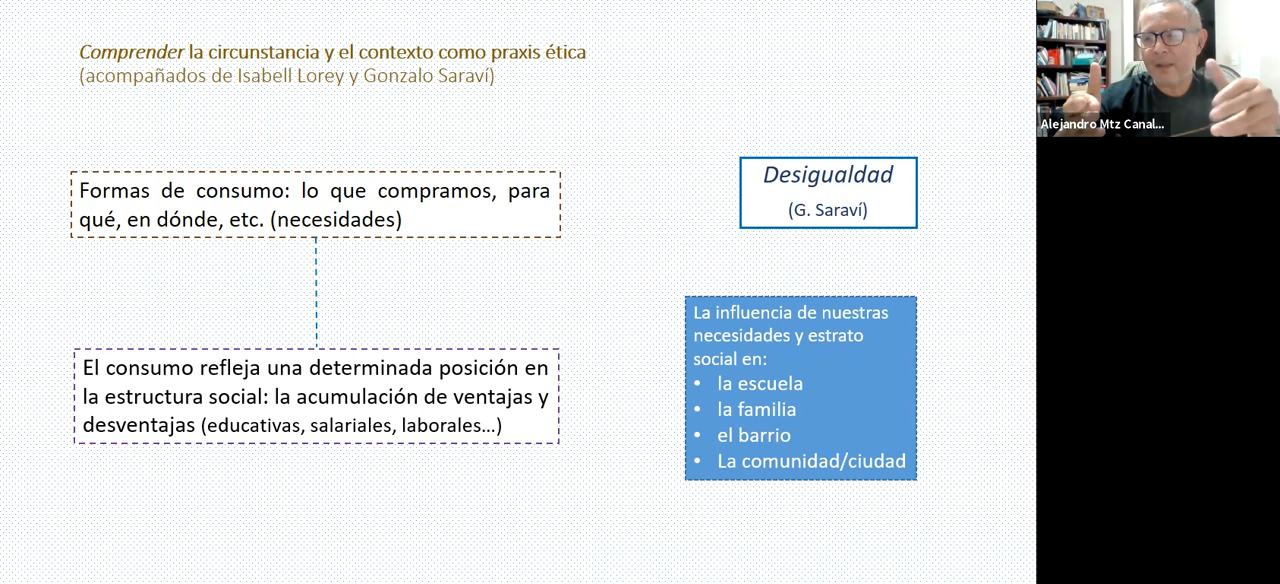 Comprender la circunstancia y el contexto como praxis ética
(acompañados de Isabell Lorey y Gonzalo Saraví)
Formas de consumo: lo que compramos, para
qué, en dónde, etc. (necesidades)
El consumo refleja una determinada posición en
la estructura social: la acumulación de ventajas y
desventajas (educativas, salariales, laborales...)
Desigualdad
(G. Saraví)
La influencia de nuestras
necesidades y estrato
social en:
• la escuela
• la familia
• el barrio
• La comunidad/ciudad
Alejandro Mtz Canal...